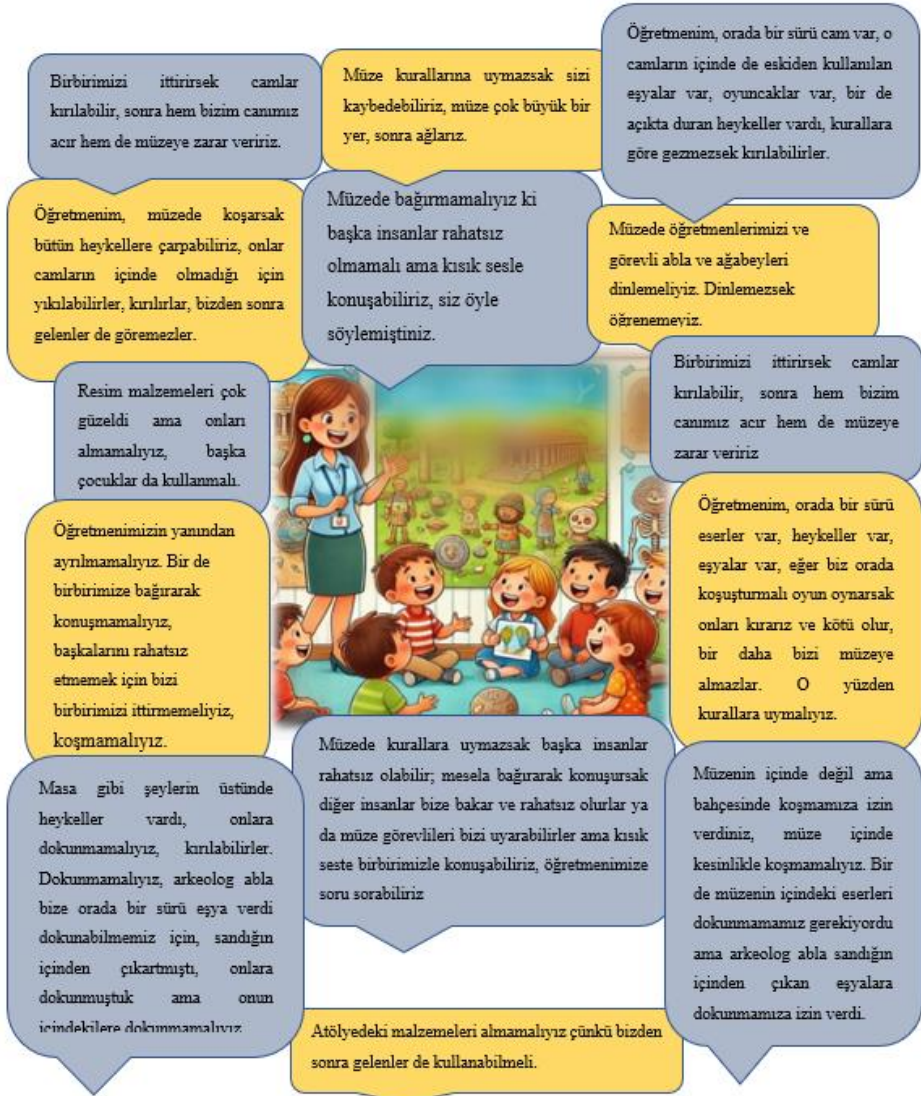 Birbirimizi ittirirsek camlar
kırılabilir, sonra hem bizim canımız
acır hem de müzeye zarar veririz.
Müze kurallarına uymazsak sizi
kaybedebiliriz, müze çok büyük bir
yer, sonra ağlarız.
Öğretmenim, orada bir sürü cam var, o
camların içinde de eskiden kullanılan
eşyalar var, oyuncaklar var, bir de
açıkta duran heykeller vardı, kurallara
göre gezmezsek kırılabilirler.
Öğretmenim, müzede koşarsak
bütün heykellere çarpabiliriz, onlar
camların içinde olmadığı için
yıkılabilirler, kırılırlar, bizden sonra
gelenler de göremezler.
Müzede bağırmamalıyız ki
başka insanlar rahatsız
olmamalı ama kısık sesle
konuşabiliriz, siz öyle
söylemiştiniz.
Müzede öğretmenlerimizi ve
görevli abla ve ağabeyleri
dinlemeliyiz. Dinlemezsek
öğrenemeyiz.
Resim malzemeleri çok
güzeldi ama onları
almamalıyız, başka
çocuklar da kullanmalı.
Birbirimizi ittirirsek camlar
kırılabilir, sonra hem bizim
canımız acır hem de müzeye
zarar veririz
Öğretmenimizin yanından
ayrılmamalıyız. Bir de
birbirimize bağırarak
konuşmamalıyız,
başkalarını rahatsız
etmemek için bizi
birbirimizi ittirmemeliyiz,
koşmamalıyız.
Öğretmenim, orada bir sürü
eserler var, heykeller var,
eşyalar var, eğer biz orada
koşuşturmalı oyun oynarsak
onları kırarız ve kötü olur,
bir daha bizi müzeye
almazlar. O yüzden
kurallara uymalıyız.
Masa gibi şeylerin üstünde
heykeller vardı, onlara
dokunmamalıyız, kırılabilirler.
Dokunmamalıyız, arkeolog abla
bize orada bir sürü eşya verdi
dokunabilmemiz için, sandığın
içinden çıkartmıştı, onlara
dokunmuştuk ama onun
içindekilere dokunmamalıyız
Müzede kurallara uymazsak başka insanlar
rahatsız olabilir; mesela bağırarak konuşursak
diğer insanlar bize bakar ve rahatsız olurlar ya
da müze görevlileri bizi uyarabilirler ama kısık
seste birbirimizle konuşabiliriz, öğretmenimize
soru sorabiliriz
Müzenin içinde değil ama
bahçesinde koşmamıza izin
verdiniz, müze içinde
kesinlikle koşmamalıyız. Bir
de müzenin içindeki eserleri
dokunmamamız gerekiyordu
ama arkeolog abla sandığın
içinden çıkan eşyalara
dokunmamıza izin verdi.
Atölyedeki malzemeleri almamalıyız çünkü bizden
sonra gelenler de kullanabilmeli.